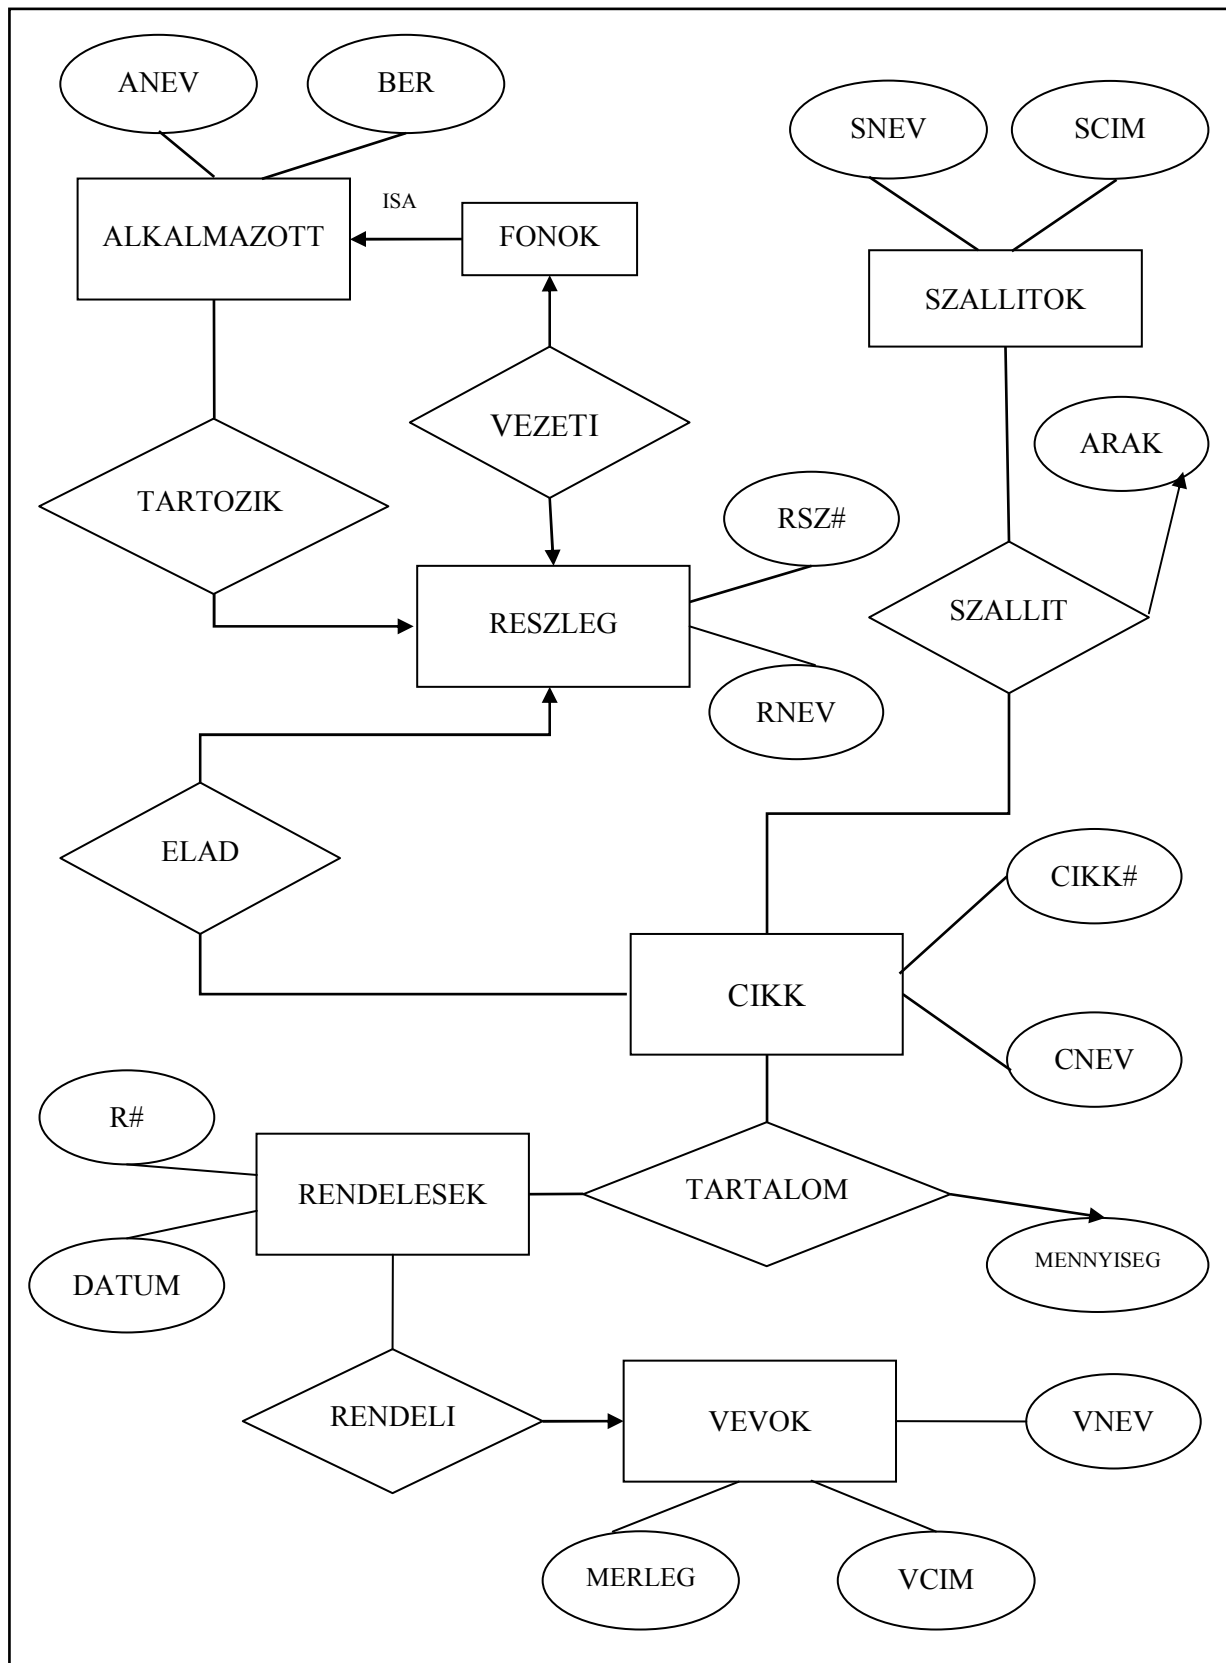 ANEV
BER
SNEV
SCIM
ALKALMAZOTT
ISA
FONOK
SZALLITOK
VEZETI
ARAK
TARTOZIK
RSZ#
RESZLEG
SZALLIT
RNEV
ELAD
CIKK#
CIKK
CNEV
R#
RENDELESEK
TARTALOM
DATUM
MENNYISEG
RENDELI
VEVOK
VNEV
MERLEG
VCIM